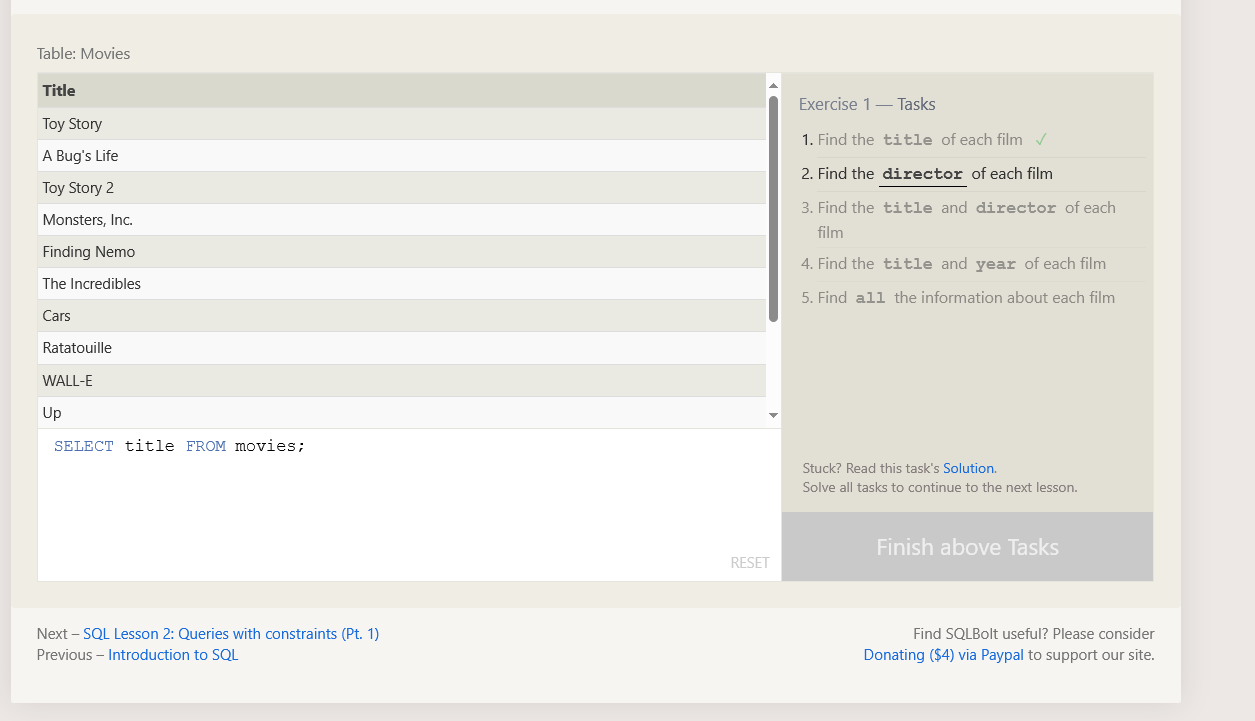 Table: Movies
Title
Toy Story
A Bug's Life
Toy Story 2
Monsters, Inc.
Finding Nemo
The Incredibles
Cars
Ratatouille
WALL-E
Up
SELECT title FROM movies;
RESET
Exercise 1 — Tasks
1. Find the title of each film ✓
2. Find the director of each film
3. Find the title and director of each
film
4. Find the title and year of each film
5. Find all the information about each film
Stuck? Read this task's Solution.
Solve all tasks to continue to the next lesson.
Finish above Tasks
Next – SQL Lesson 2: Queries with constraints (Pt. 1)
Previous – Introduction to SQL
Find SQLBolt useful? Please consider
Donating ($4) via Paypal to support our site.